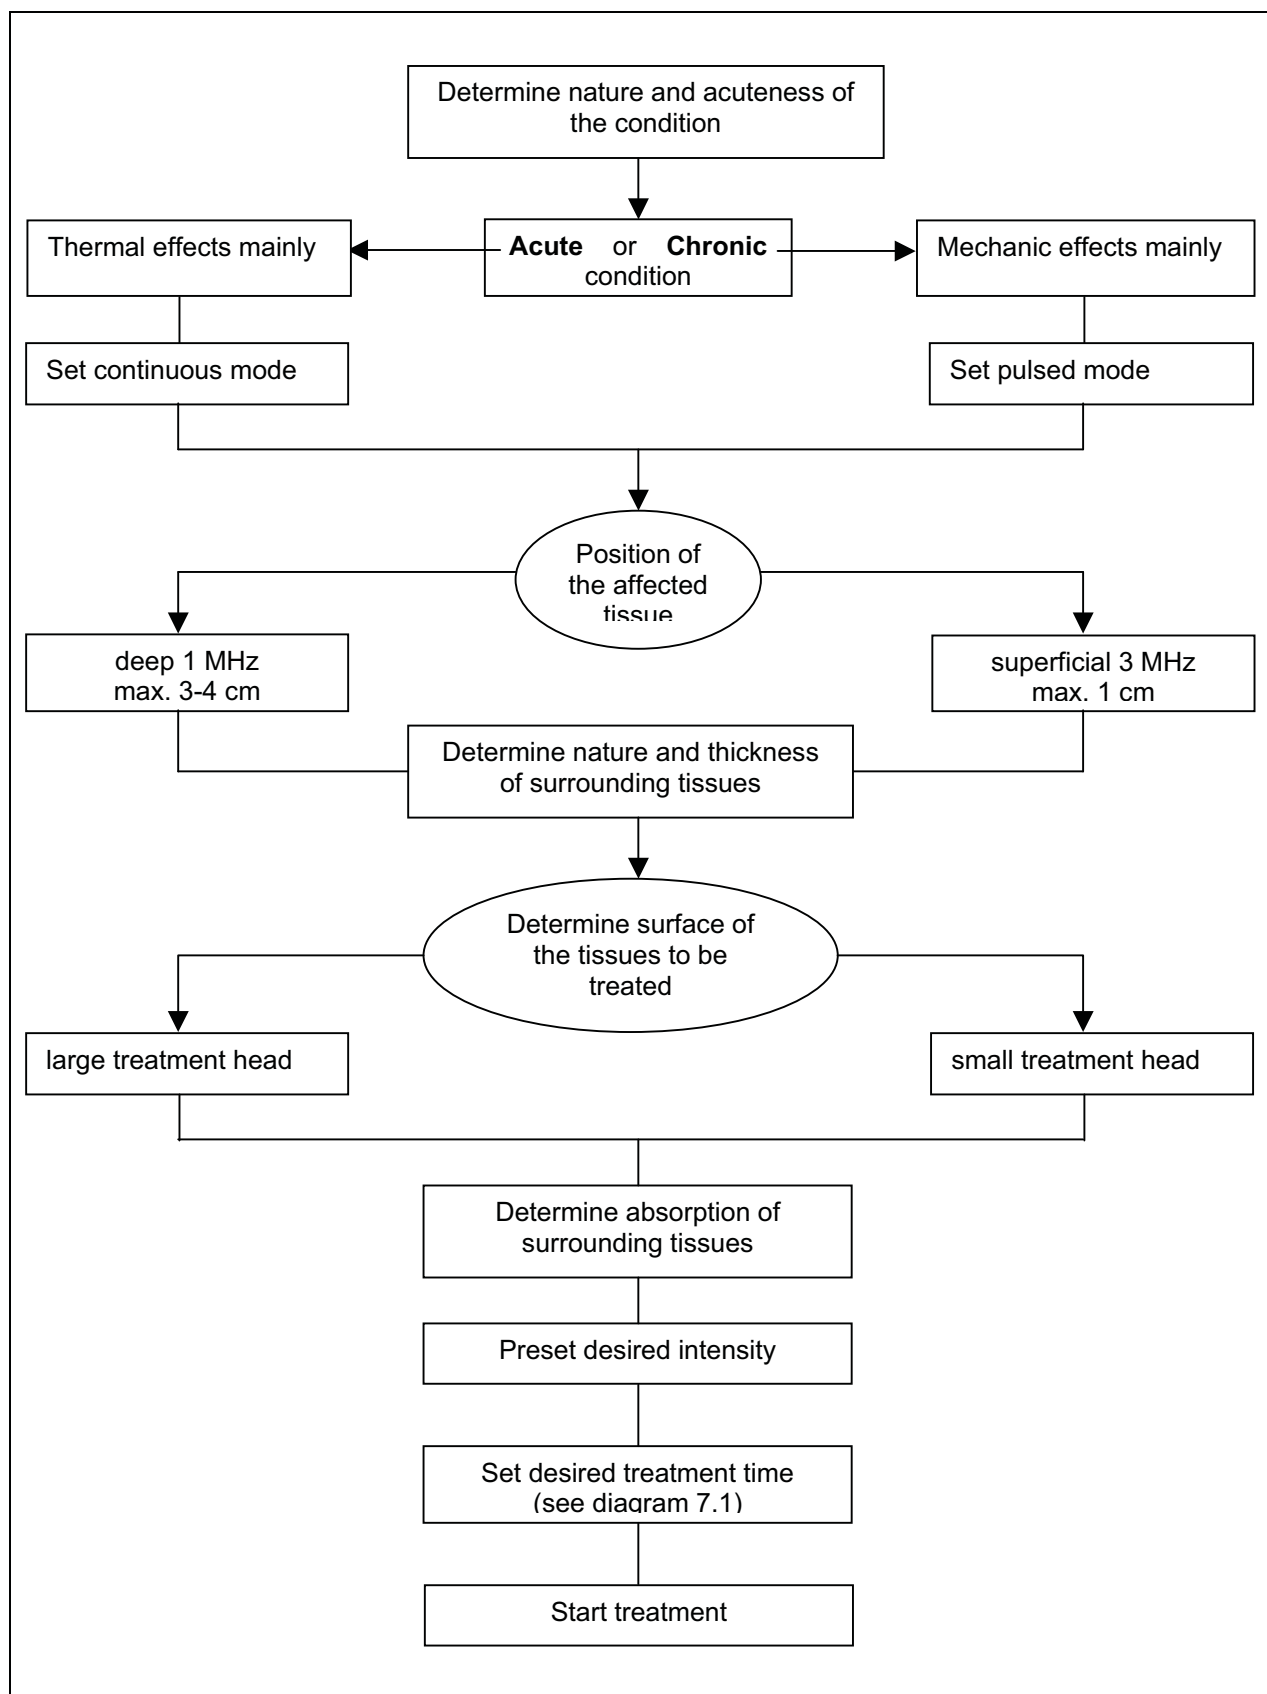 Determine nature and acuteness of
the condition
Thermal effects mainly
Acute or Chronic
condition
Mechanic effects mainly
Set continuous mode
Set pulsed mode
Position of
the affected
tissue
deep 1 MHz
max. 3-4 cm
superficial 3 MHz
max. 1 cm
Determine nature and thickness
of surrounding tissues
Determine surface of
the tissues to be
treated
large treatment head
small treatment head
Determine absorption of
surrounding tissues
Preset desired intensity
Set desired treatment time
(see diagram 7.1)
Start treatment